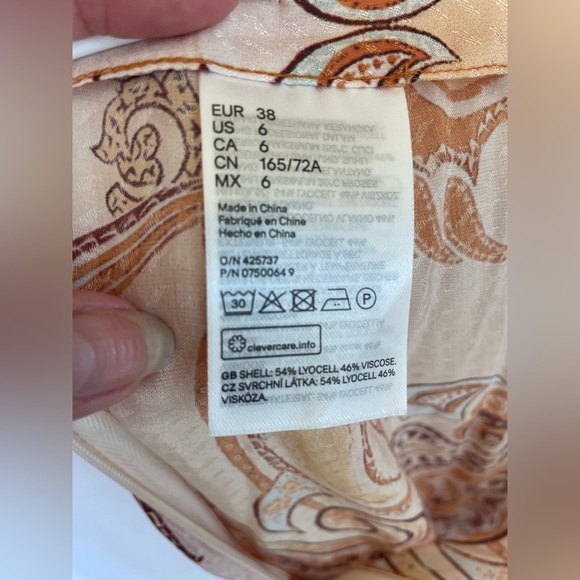 EUR 38
US 6
CA 6
CN 165/72A
MX 6
Made in China
Fabriqué en Chine
Hecho en China
O/N 425737
P/N 0750064 9
30 P
clevercare.info
GB SHELL: 54% LYOCELL 46% VISCOSE.
CZ SVRCHNÍ LÁTKA: 54% LYOCELL 46%
VISKÓZA.